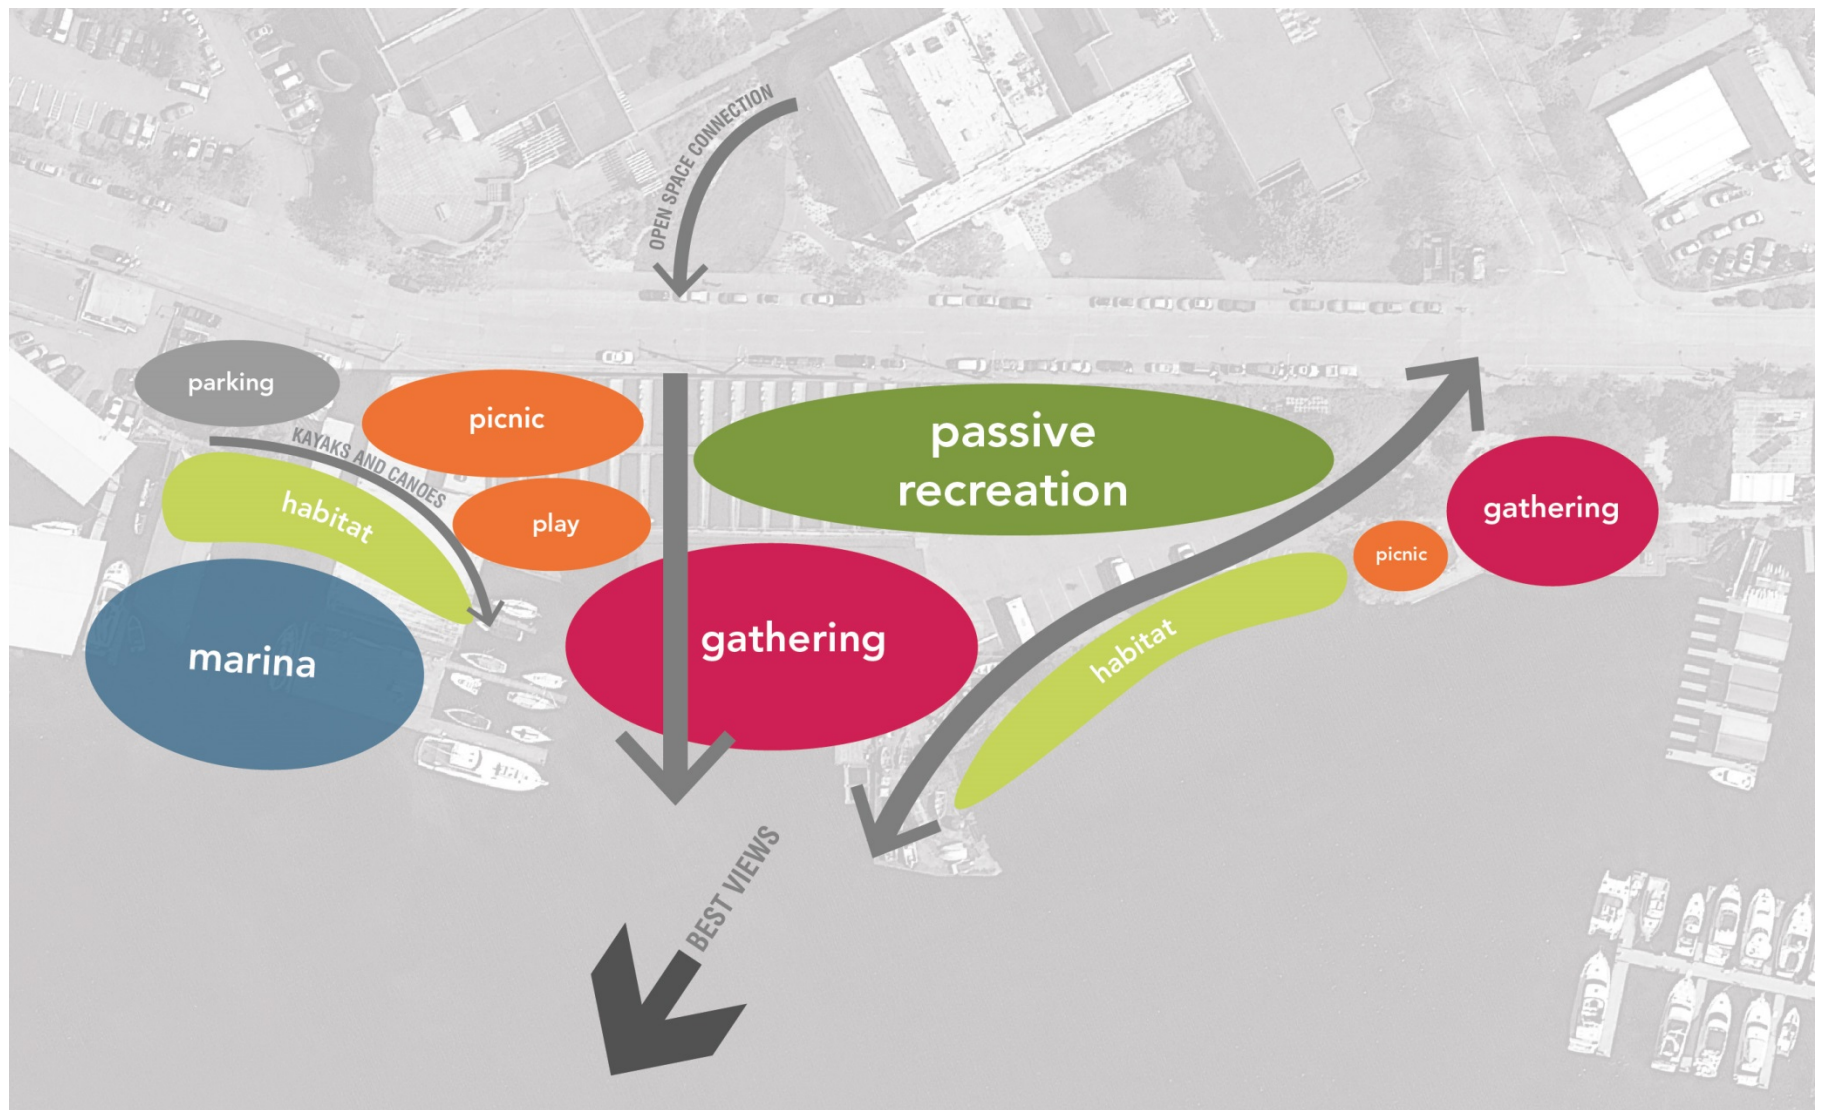 OPEN SPACE CONNECTION
parking
picnic
KAYAKS AND CANOES
habitat
play
marina
passive
recreation
gathering
picnic
gathering
habitat
BEST VIEWS